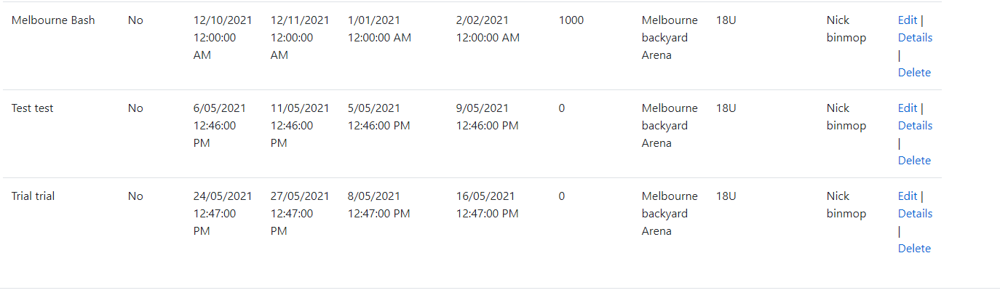 Melbourne Bash No 12/10/2021 12/11/2021 1/01/2021 2/02/2021 1000 Melbourne 18U Nick Edit |
12:00:00 12:00:00 12:00:00 AM 12:00:00 AM backyard binmop Details
AM AM Arena |
Delete
Test test No 6/05/2021 11/05/2021 5/05/2021 9/05/2021 0 Melbourne 18U Nick Edit |
12:46:00 12:46:00 12:46:00 PM 12:46:00 PM backyard binmop Details
PM PM Arena |
Delete
Trial trial No 24/05/2021 27/05/2021 8/05/2021 16/05/2021 0 Melbourne 18U Nick Edit |
12:47:00 12:47:00 12:47:00 PM 12:47:00 PM backyard binmop Details
PM PM Arena |
Delete